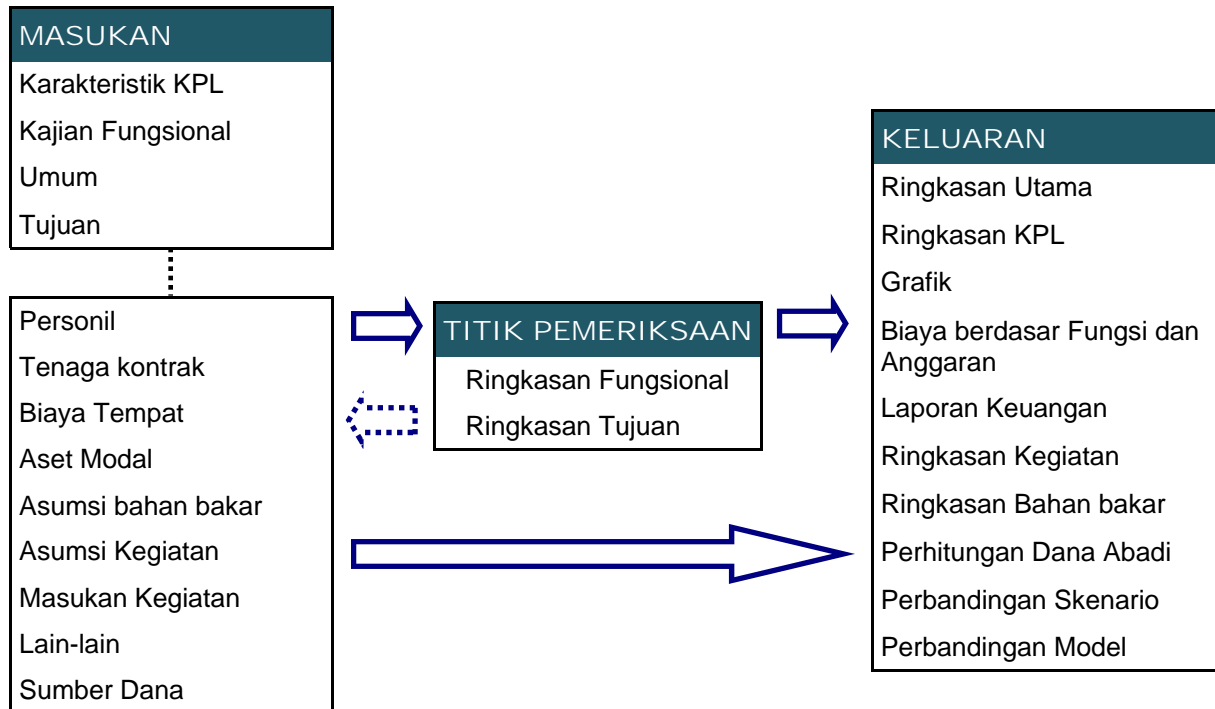 MASUKAN
Karakteristik KPL
Kajian Fungsional
Umum
Tujuan
Personil
Tenaga kontrak
Biaya Tempat
Aset Modal
Asumsi bahan bakar
Asumsi Kegiatan
Masukan Kegiatan
Lain-lain
Sumber Dana
TITIK PEMERIKSAAN
Ringkasan Fungsional
Ringkasan Tujuan
KELUARAN
Ringkasan Utama
Ringkasan KPL
Grafik
Biaya berdasar Fungsi dan
Anggaran
Laporan Keuangan
Ringkasan Kegiatan
Ringkasan Bahan bakar
Perhitungan Dana Abadi
Perbandingan Skenario
Perbandingan Model